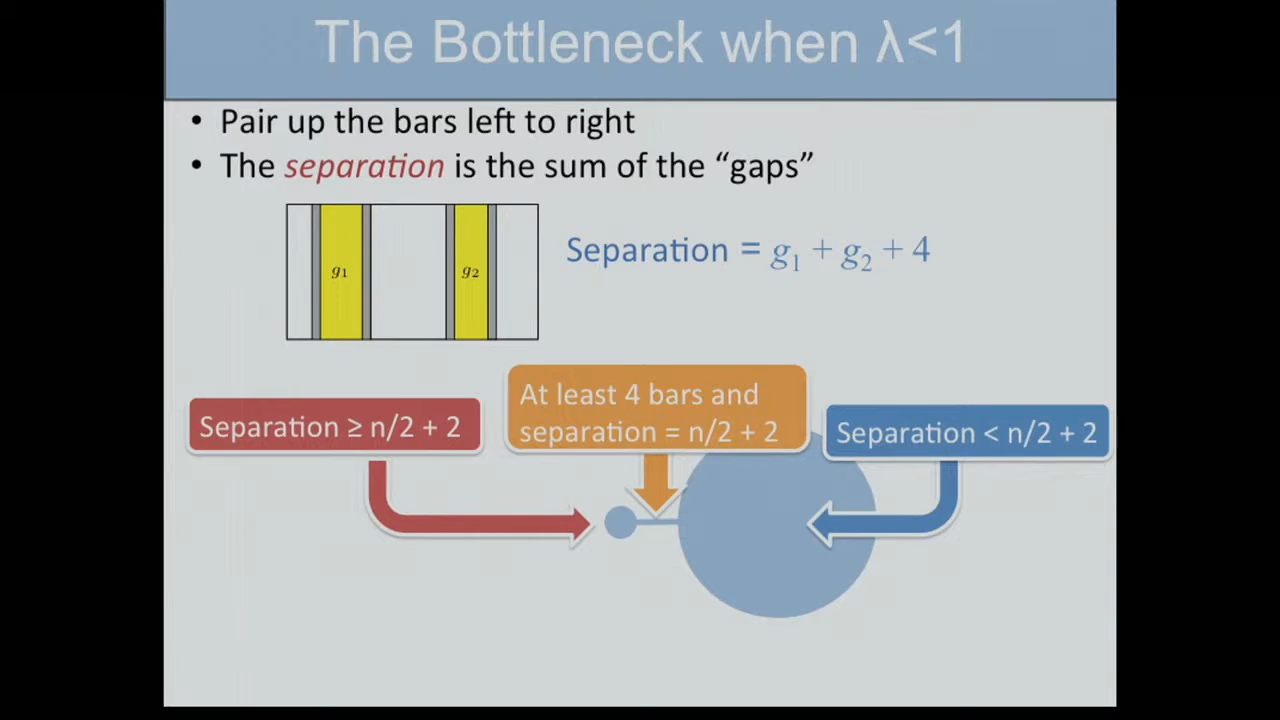 The Bottleneck when λ<1
• Pair up the bars left to right
• The separation is the sum of the “gaps”
g₁
g₂
Separation = g₁ + g₂ + 4
Separation ≥ n/2 + 2
At least 4 bars and
separation = n/2 + 2
Separation < n/2 + 2